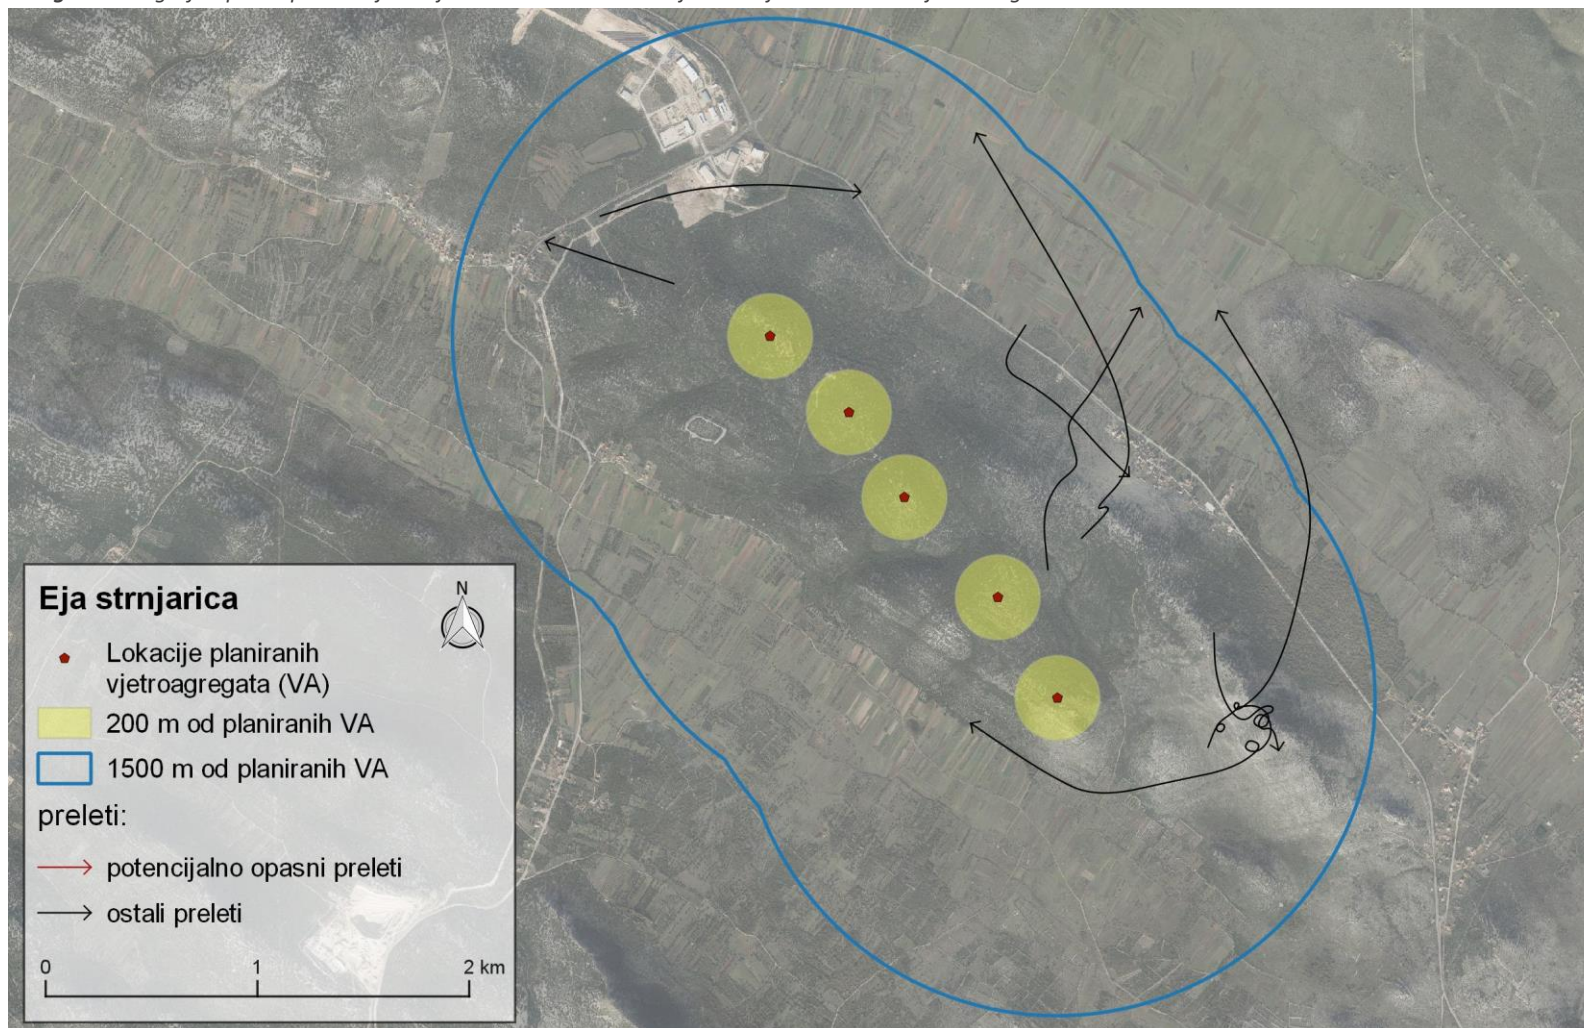 Eja strnjarica
N
Lokacije planiranih
vjetroagregata (VA)
200 m od planiranih VA
1500 m od planiranih VA
preleti:
potencijalno opasni preleti
ostali preleti
0 1 2 km